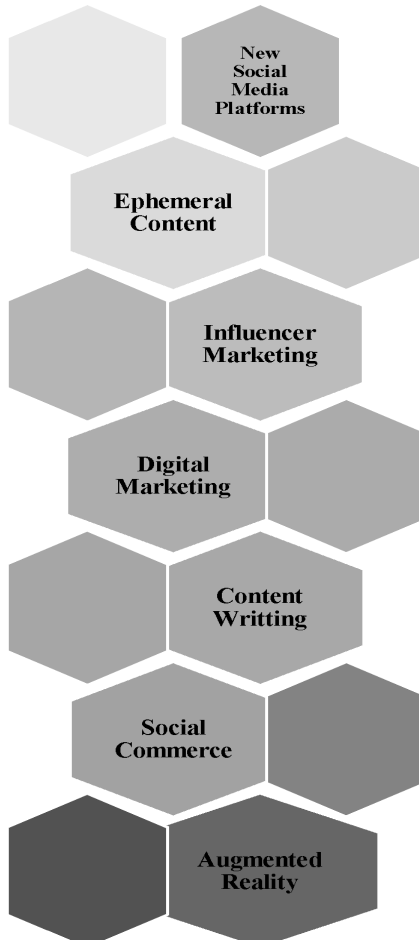 New
Social
Media
Platforms
Ephemeral
Content
Influencer
Marketing
Digital
Marketing
Content
Writting
Social
Commerce
Augmented
Reality